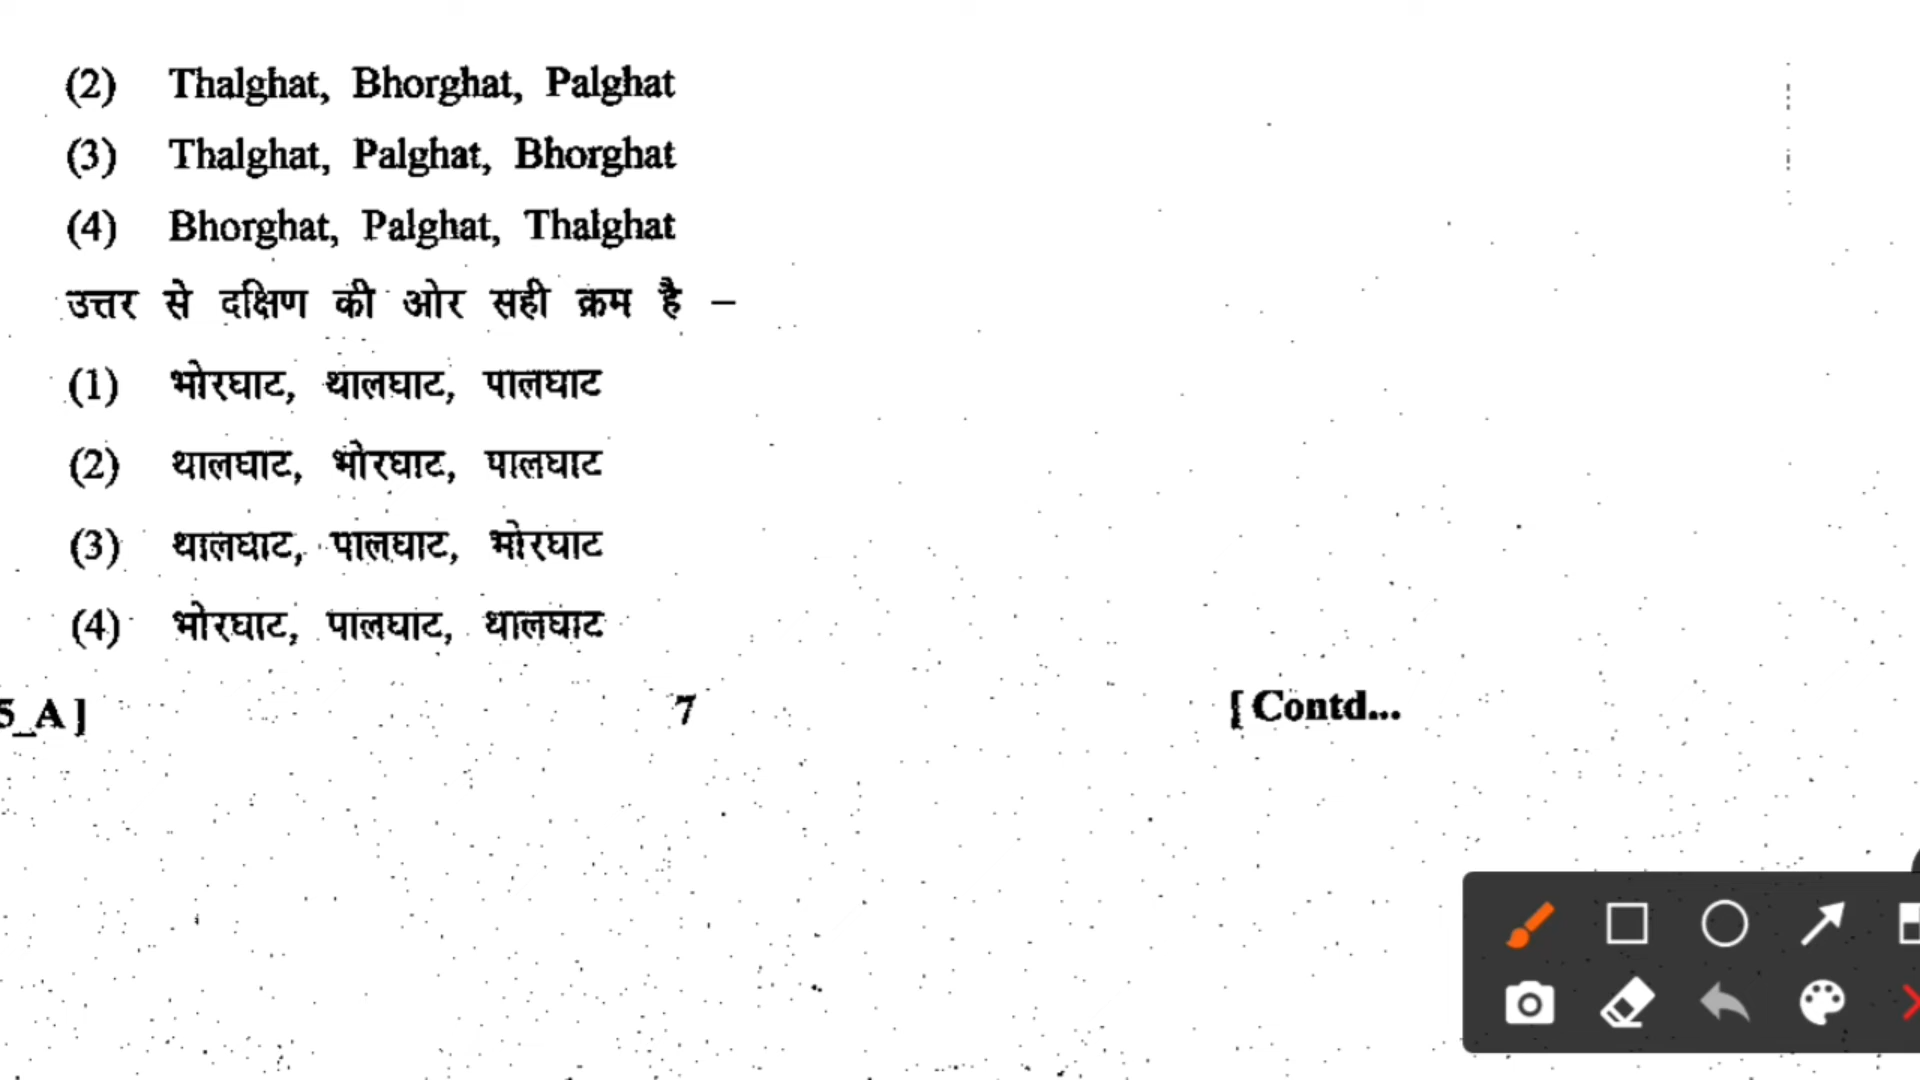 (2) Thalghat, Bhorghat, Palghat
(3) Thalghat, Palghat, Bhorghat
(4) Bhorghat, Palghat, Thalghat
उत्तर से दक्षिण की ओर सही क्रम है –
(1) भोरघाट, थालघाट, पालघाट
(2) थालघाट, भोरघाट, पालघाट
(3) थालघाट, पालघाट, भोरघाट
(4) भोरघाट, पालघाट, थालघाट
5_A ] 7 [ Contd...